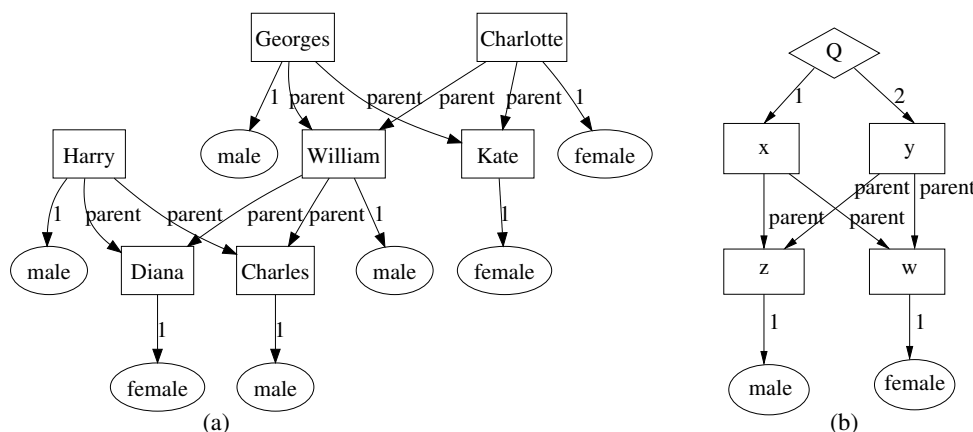 Georges Charlotte
Q
1 parent parent parent parent 1
1 2
Harry male William Kate female
x y
1 parent parent parent parent 1 1
parent parent parent
male Diana Charles male female
z w
1 1
1 1
female male
male female
(a) (b)